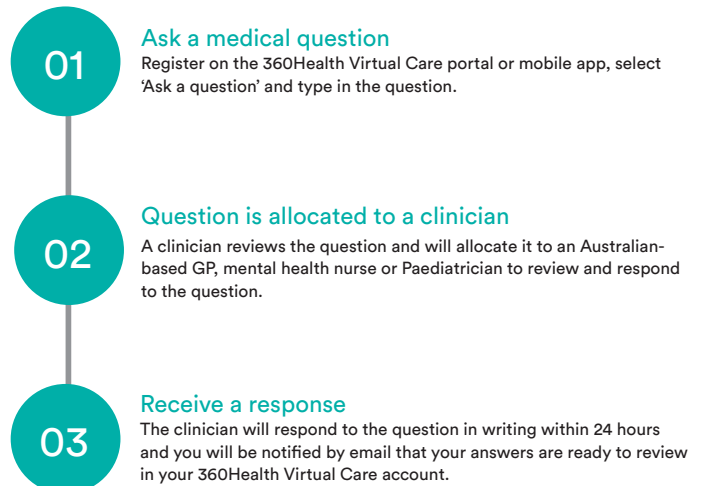 01
Ask a medical question
Register on the 360Health Virtual Care portal or mobile app, select
‘Ask a question’ and type in the question.
02
Question is allocated to a clinician
A clinician reviews the question and will allocate it to an Australian-
based GP, mental health nurse or Paediatrician to review and respond
to the question.
03
Receive a response
The clinician will respond to the question in writing within 24 hours
and you will be notified by email that your answers are ready to review
in your 360Health Virtual Care account.